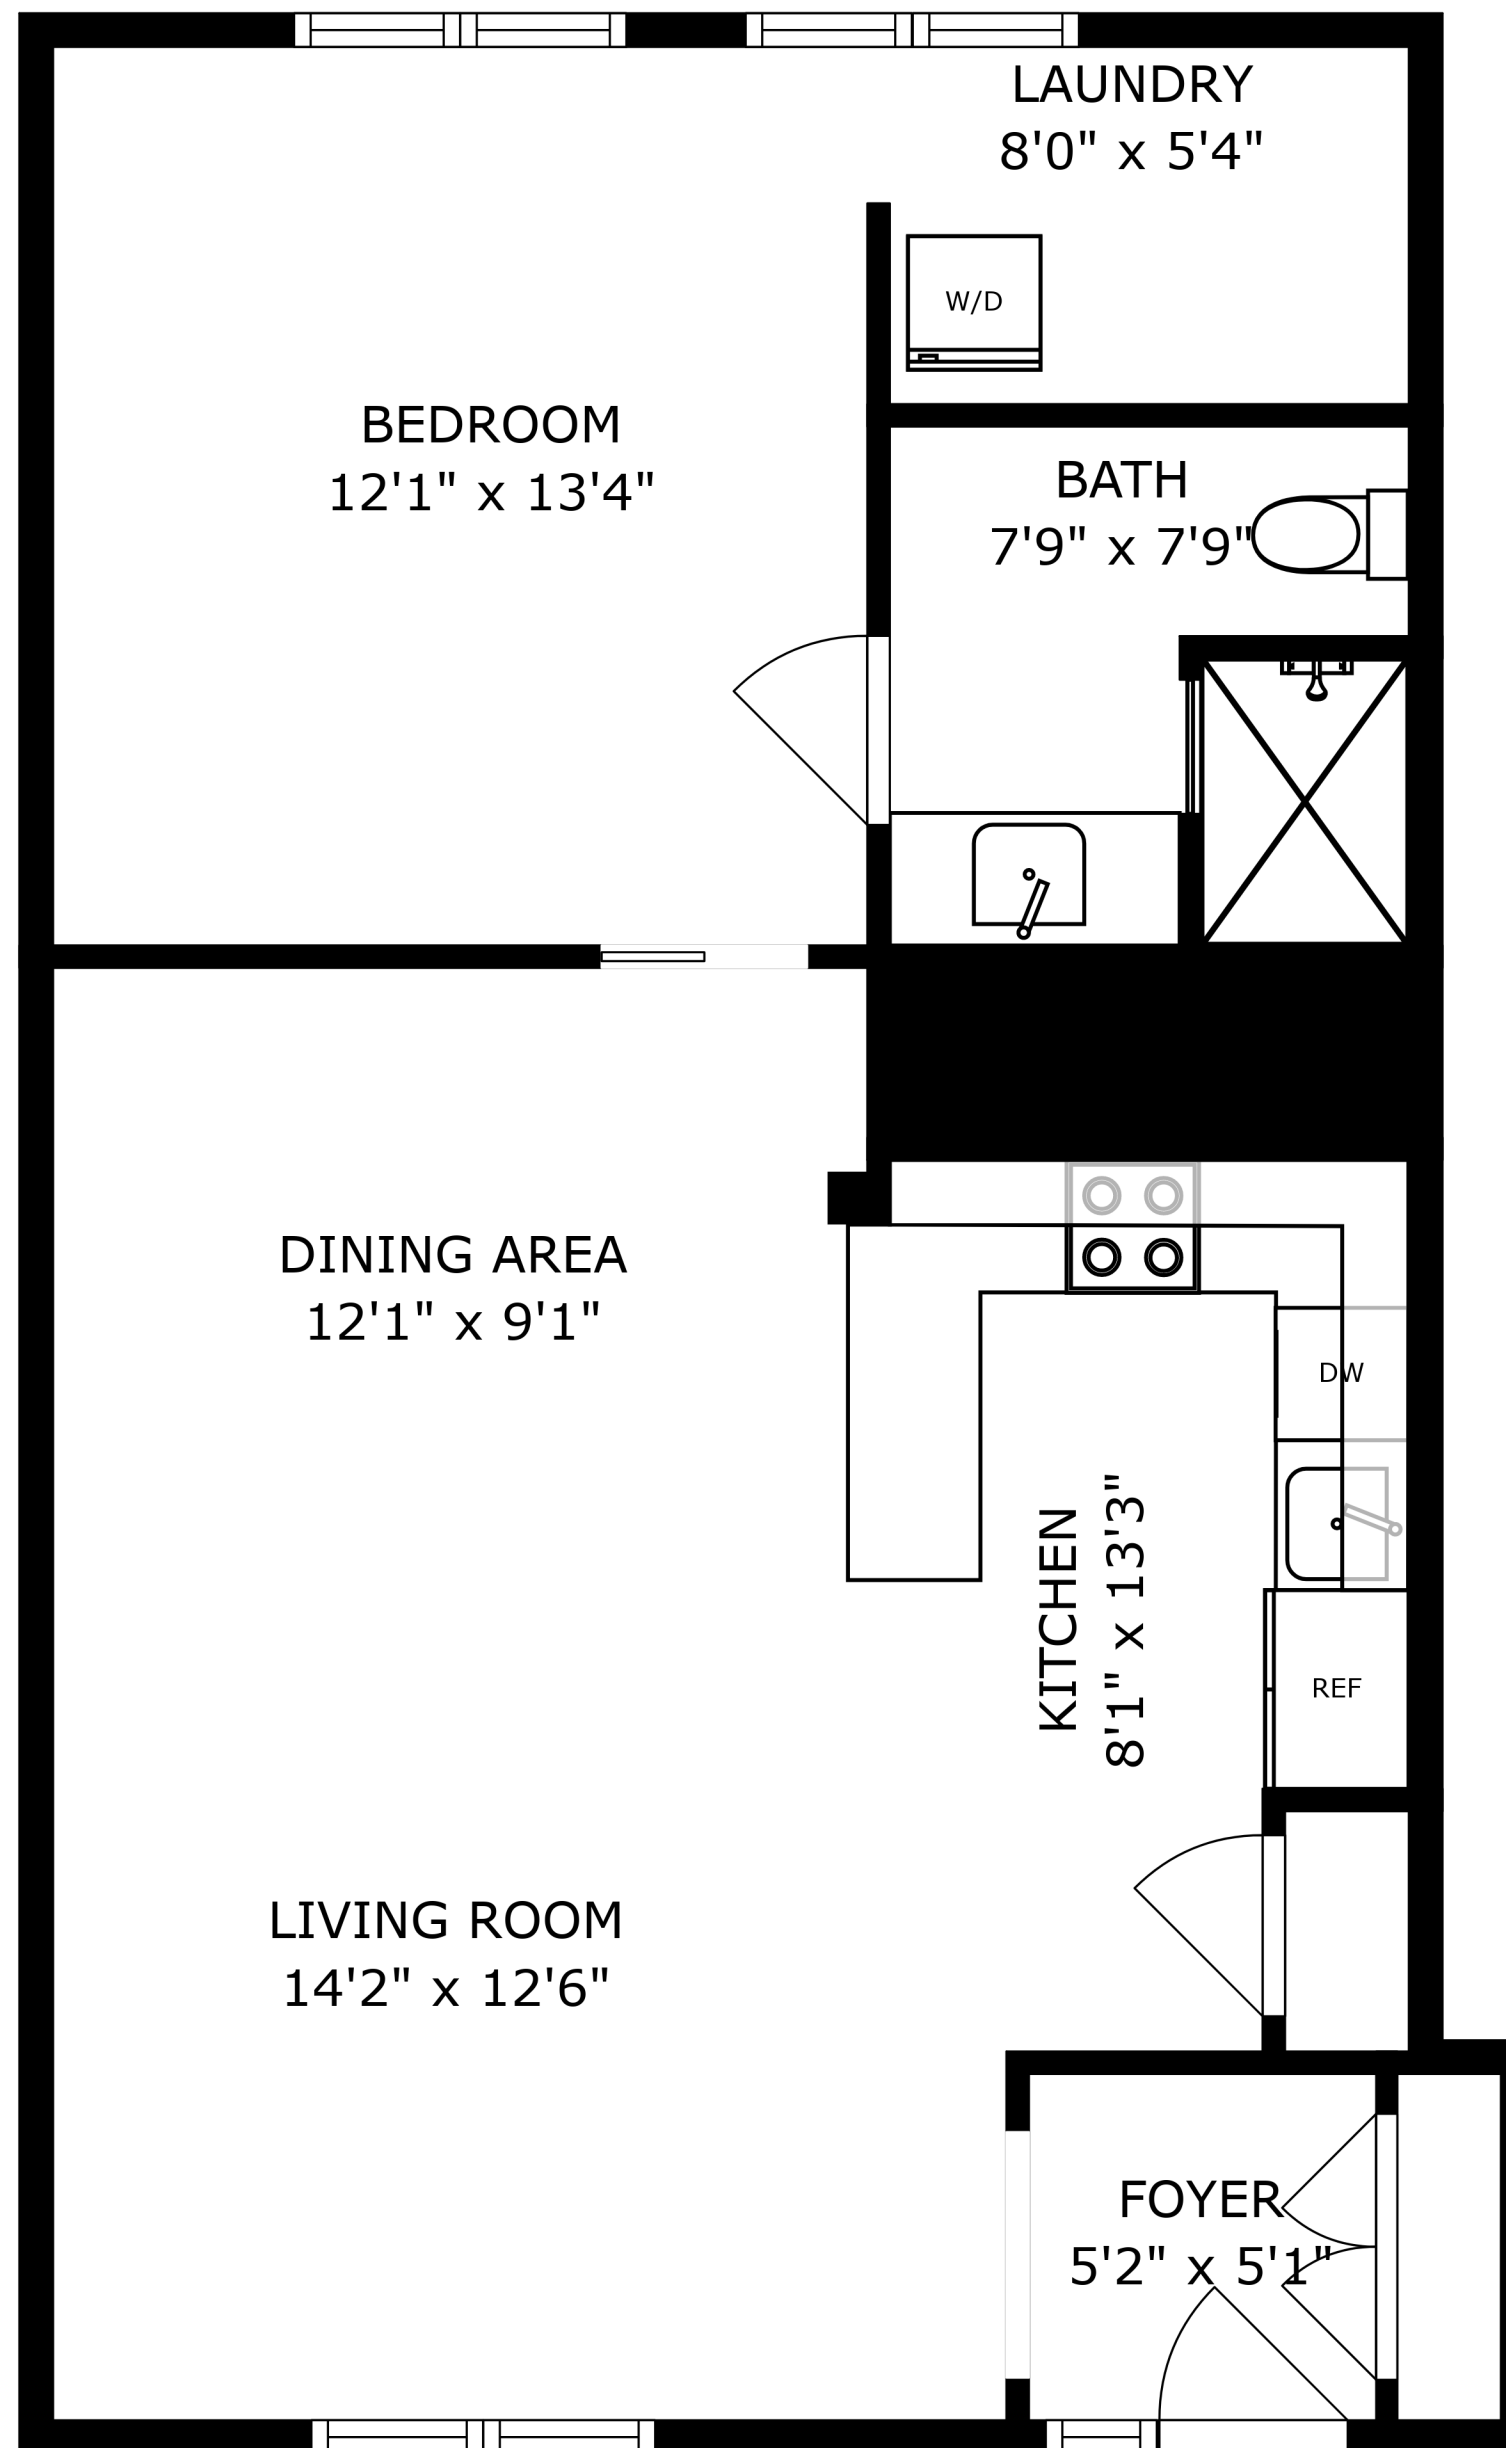 LAUNDRY
8'0" x 5'4"
W/D
BEDROOM
12'1" x 13'4"
BATH
7'9" x 7'9"
DINING AREA
12'1" x 9'1"
DW
KITCHEN
8'1" x 13'3"
REF
LIVING ROOM
14'2" x 12'6"
FOYER
5'2" x 5'1"